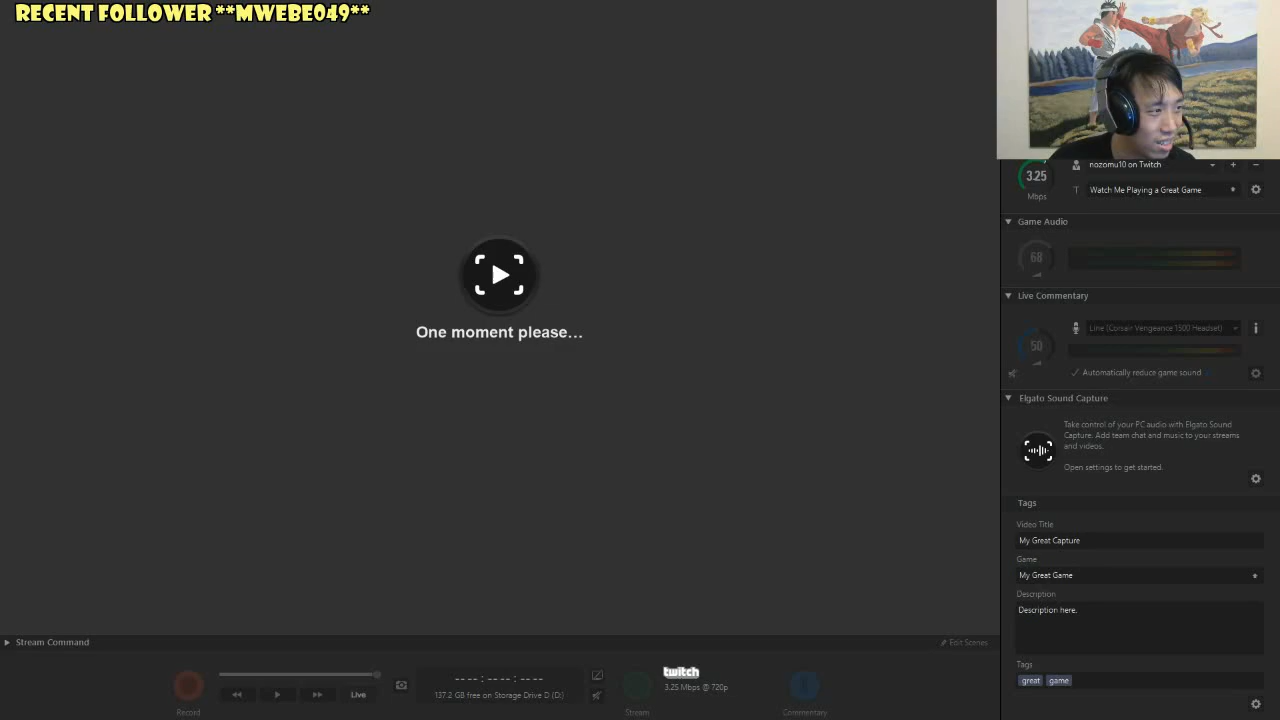 RECENT FOLLOWER **MWEBE049**
nozomu10 on Twitch
3.25
Mbps
T Watch Me Playing a Great Game
Game Audio
68
One moment please...
Live Commentary
Line (Corsair Vengeance 1500 Headset)
50
Automatically reduce game sound
Elgato Sound Capture
Take control of your PC audio with Elgato Sound
Capture. Add team chat and music to your streams
and videos.
Open settings to get started.
Tags
Video Title
My Great Capture
Game
My Great Game
Description
Description here.
Tags
great game
Stream Command
Edit Scenes
Live
-- -- : -- -- : -- --
137.2 GB free on Storage Drive D (D:)
twitch
3.25 Mbps @ 720p
Record
Stream
Commentary